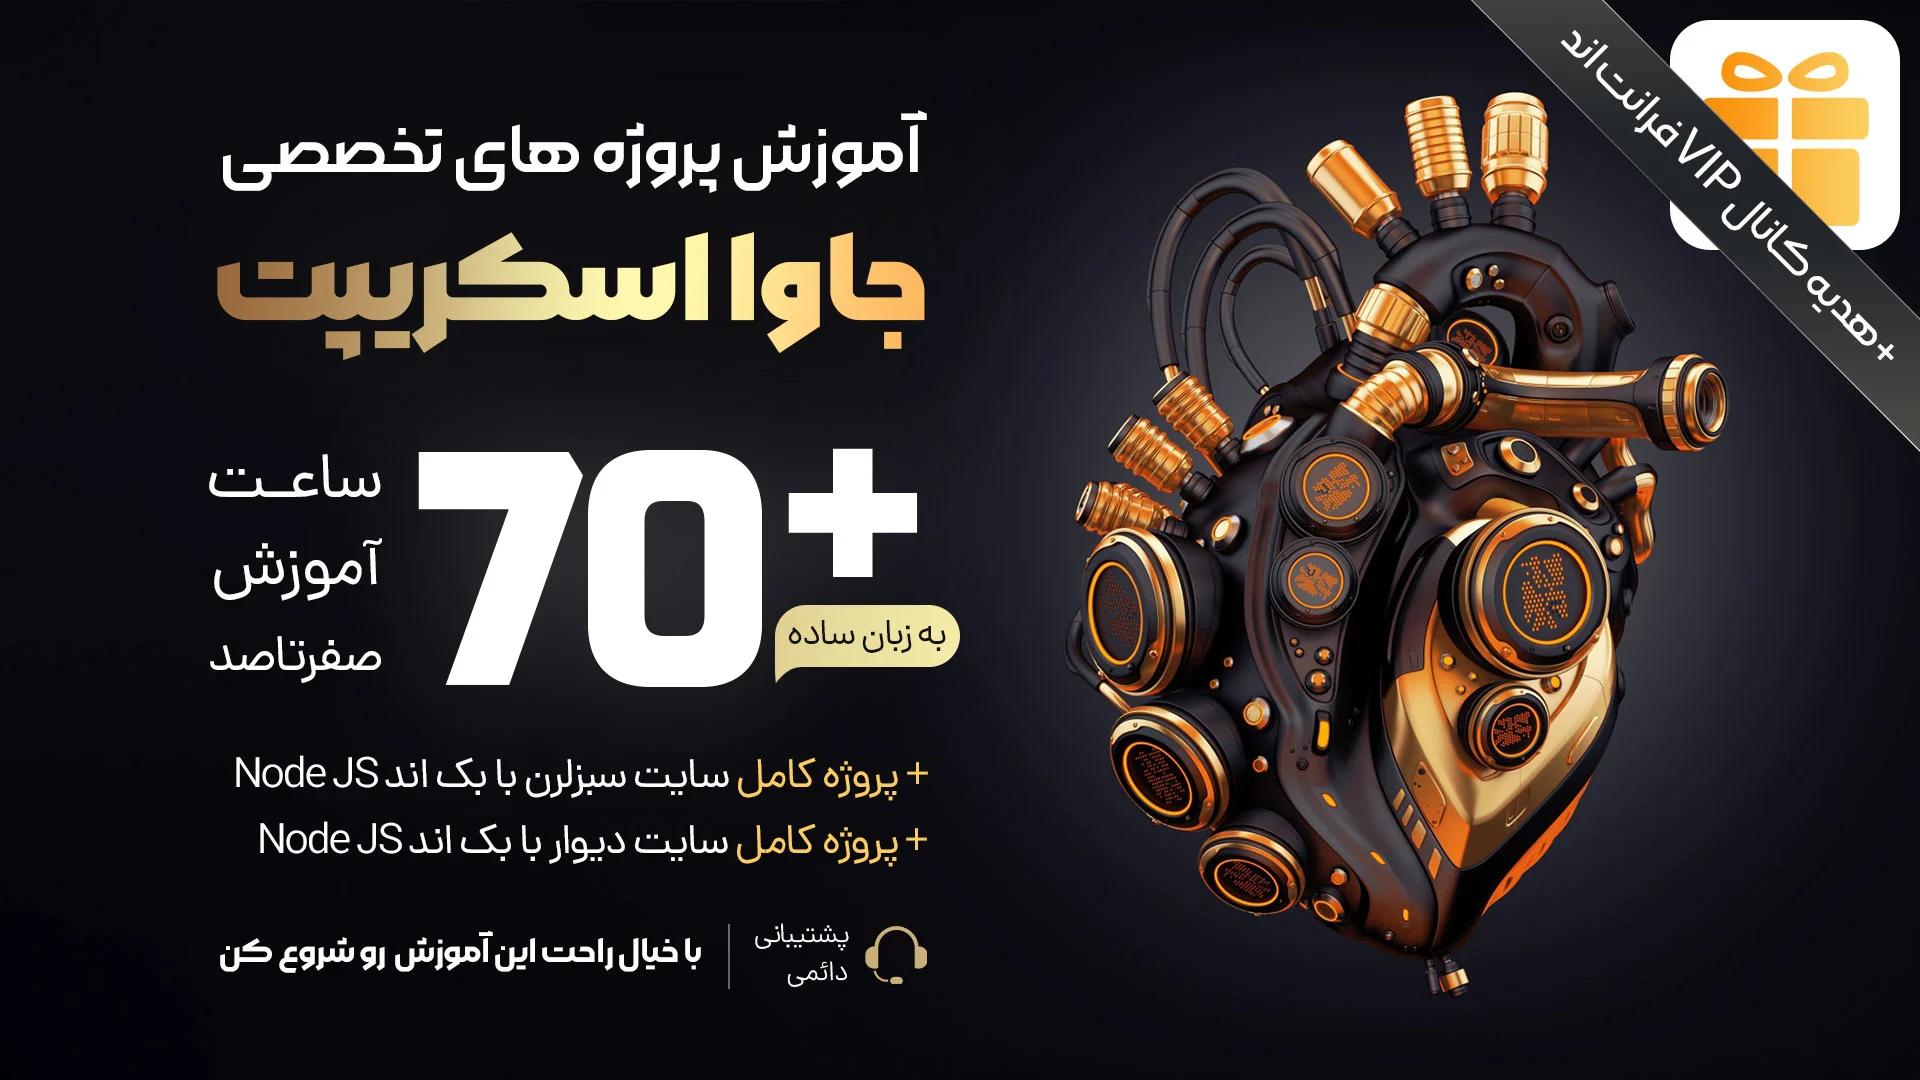 +هدیه کانال VIP فرانت‌اند
آموزش پروژه های تخصصی
جاوا اسکریپت
+70
ساعت
آموزش
صفرتاصد
به زبان ساده
+ پروژه کامل سایت سبزلرن با بک اند Node JS
+ پروژه کامل سایت دیوار با بک اند Node JS
پشتیبانی
دائمی
با خیال راحت این آموزش رو شروع کن